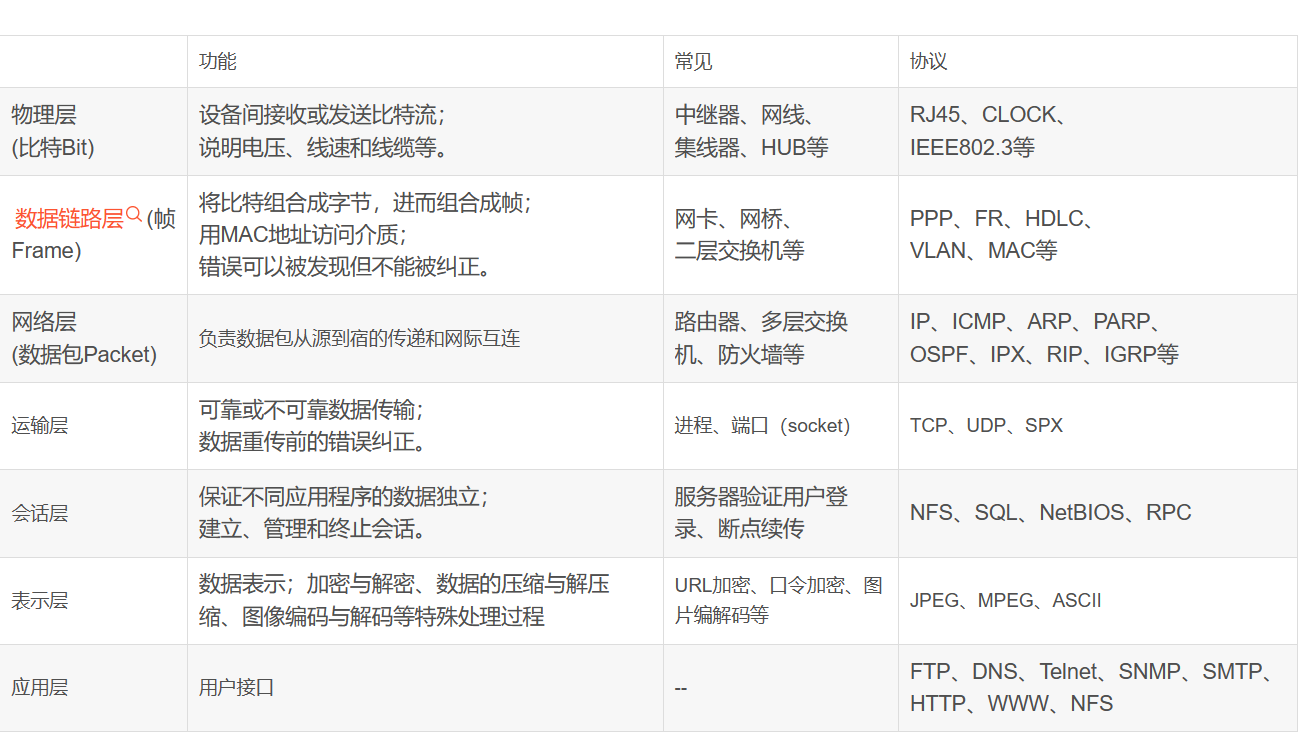 功能 常见 协议
物理层
(比特Bit)
设备间接收或发送比特流；
说明电压、线速和线缆等。
中继器、网线、
集线器、HUB等
RJ45、CLOCK、
IEEE802.3等
数据链路层(帧
Frame)
将比特组合成字节，进而组合成帧；
用MAC地址访问介质；
错误可以被发现但不能被纠正。
网卡、网桥、
二层交换机等
PPP、FR、HDLC、
VLAN、MAC等
网络层
(数据包Packet)
负责数据包从源到宿的传递和网际互连
路由器、多层交换
机、防火墙等
IP、ICMP、ARP、PARP、
OSPF、IPX、RIP、IGRP等
运输层
可靠或不可靠数据传输；
数据重传前的错误纠正。
进程、端口（socket）
TCP、UDP、SPX
会话层
保证不同应用程序的数据独立；
建立、管理和终止会话。
服务器验证用户登
录、断点续传
NFS、SQL、NetBIOS、RPC
表示层
数据表示；加密与解密、数据的压缩与解压
缩、图像编码与解码等特殊处理过程
URL加密、口令加密、图
片编解码等
JPEG、MPEG、ASCII
应用层
用户接口
--
FTP、DNS、Telnet、SNMP、SMTP、
HTTP、WWW、NFS